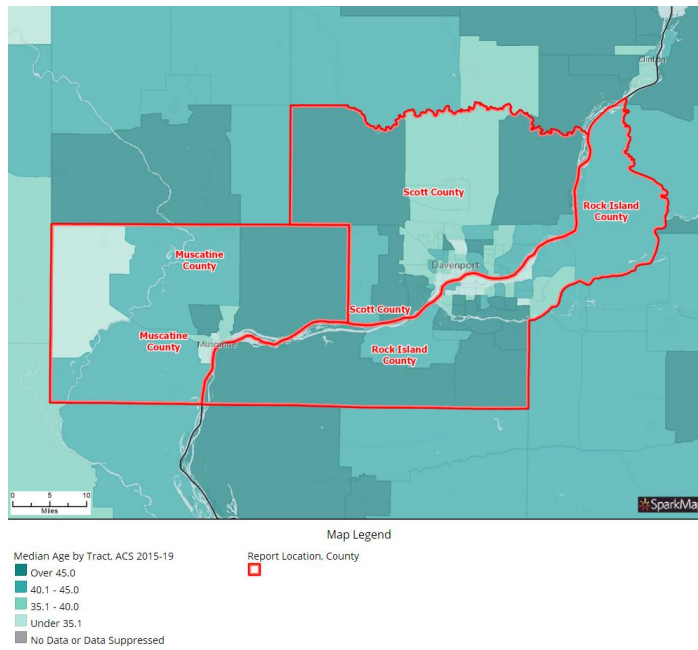 Clinton
Scott County
Rock Island
County
Muscatine
County
Davenport
Scott County
Muscatine
County
Muscatine
Rock Island
County
0 5 10
Miles
SparkMap
Map Legend
Median Age by Tract, ACS 2015-19
Over 45.0
40.1 - 45.0
35.1 - 40.0
Under 35.1
No Data or Data Suppressed
Report Location, County